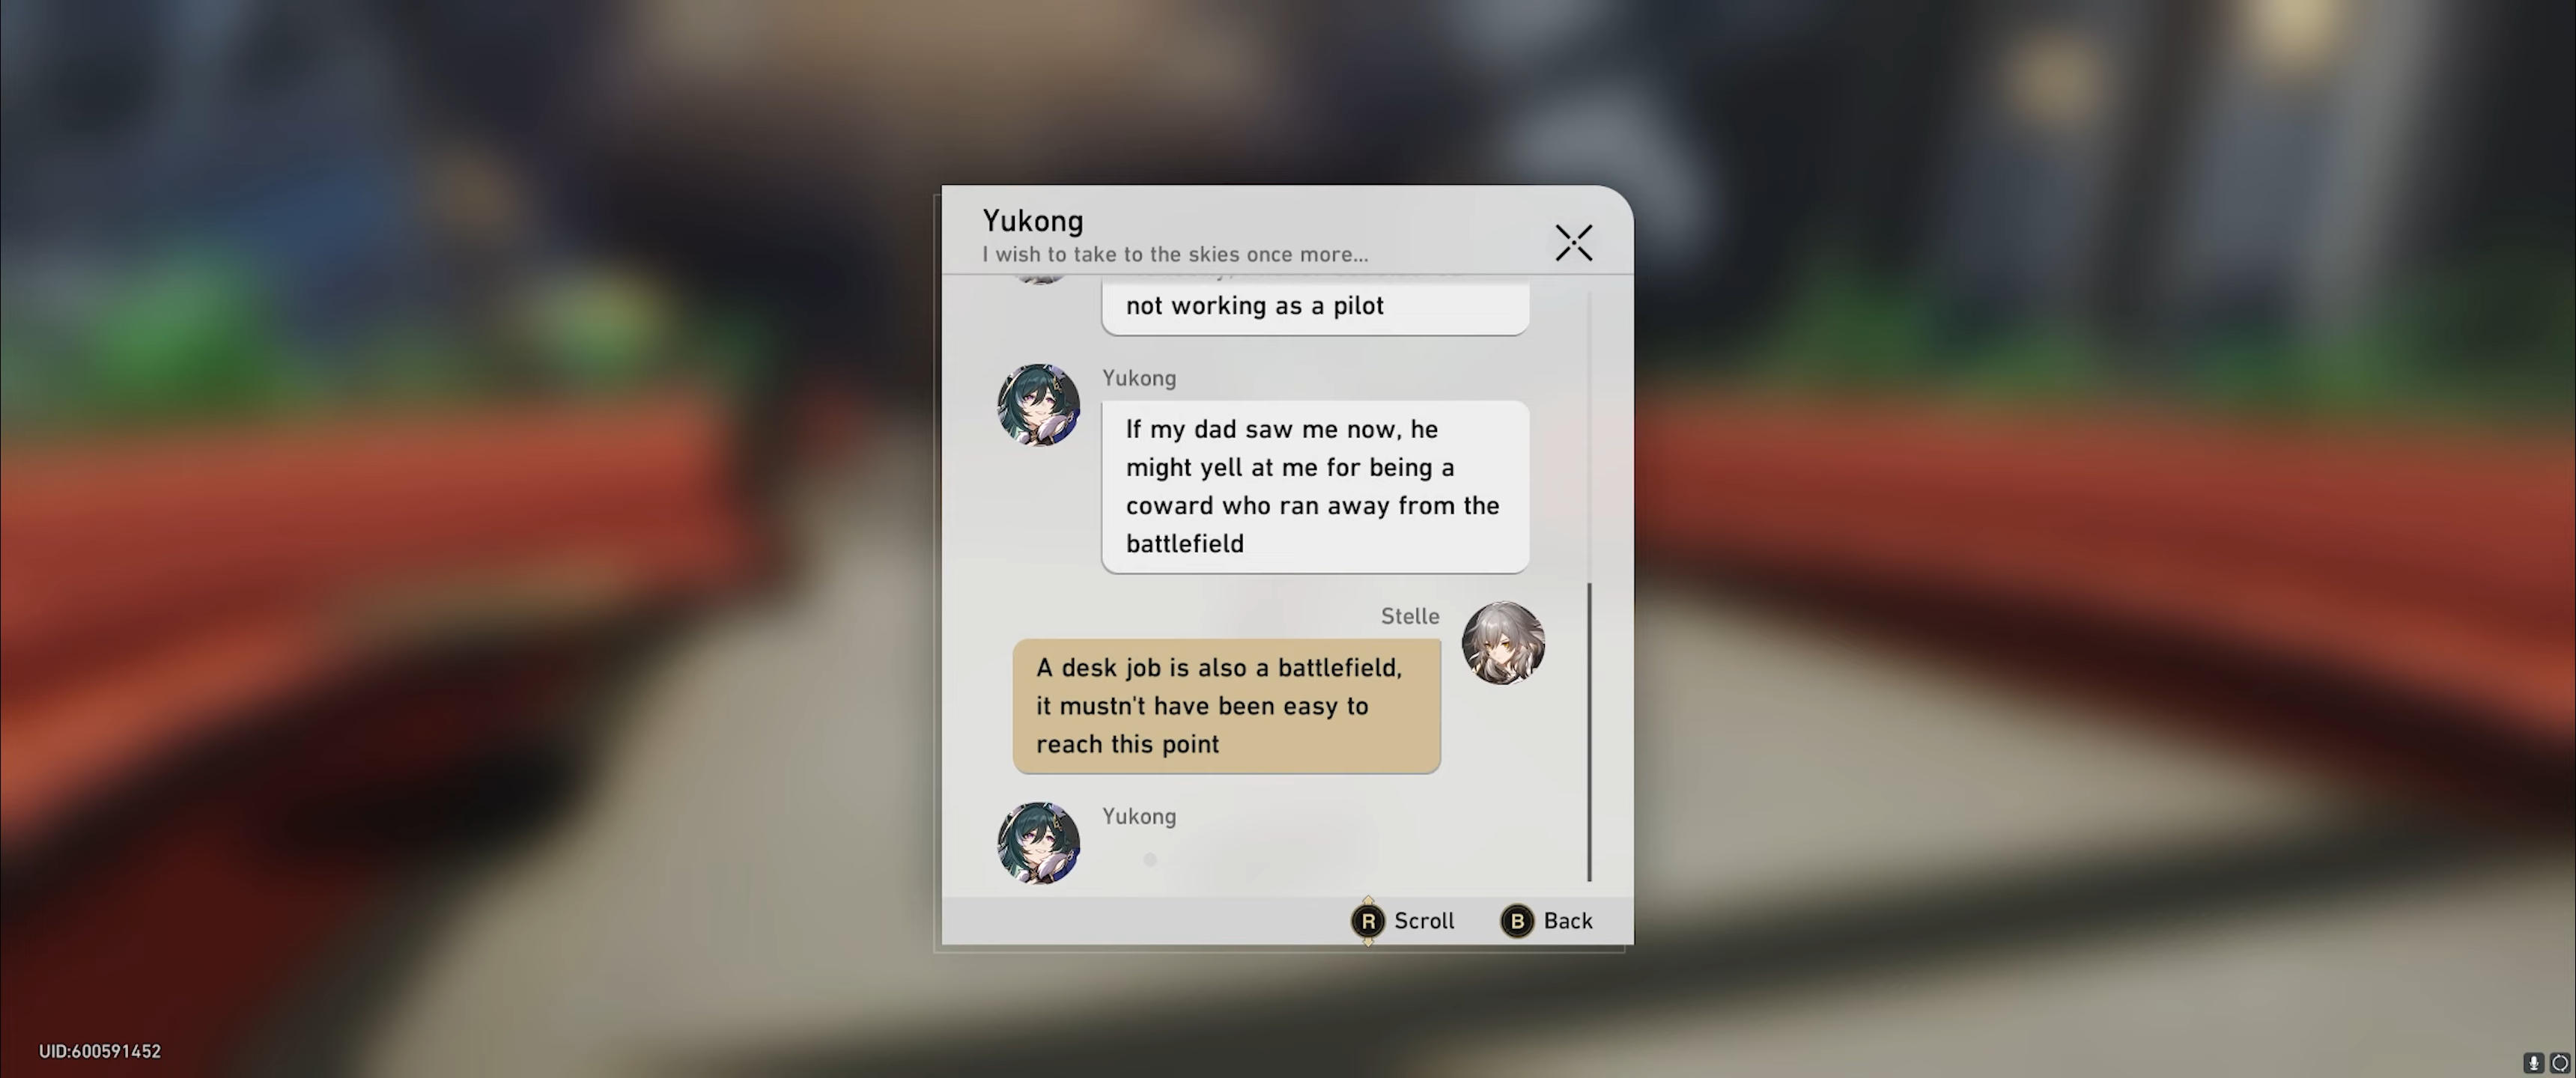 Yukong
I wish to take to the skies once more...
not working as a pilot
Yukong
If my dad saw me now, he
might yell at me for being a
coward who ran away from the
battlefield
Stelle
A desk job is also a battlefield,
it mustn't have been easy to
reach this point
Yukong
R Scroll
B Back
UID:600591452